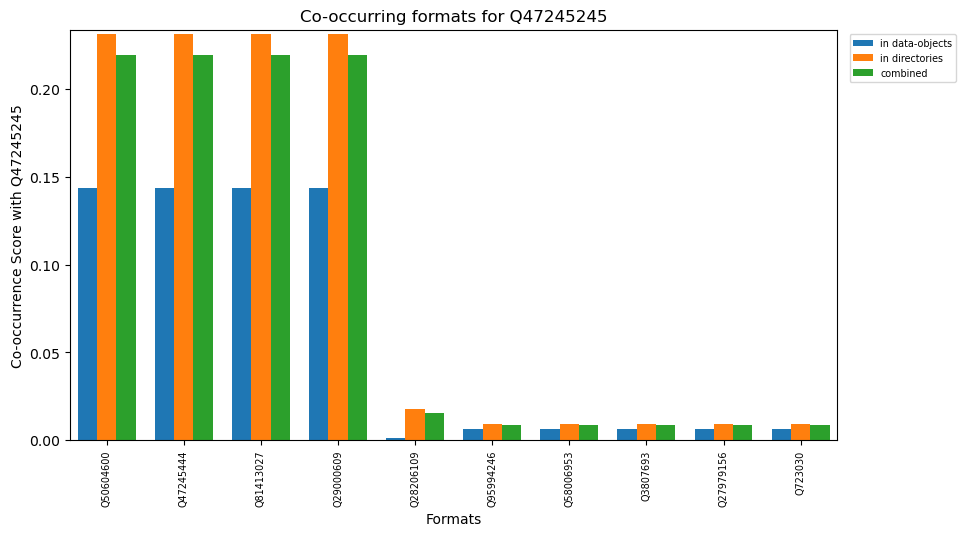 Co-occurring formats for Q47245245
in data-objects
in directories
combined
Co-occurrence Score with Q47245245
0.20
0.15
0.10
0.05
0.00
Q50604600
Q47245444
Q81413027
Q29000609
Q28206109
Q95994246
Q58006953
Q3807693
Q27979156
Q723030
Formats